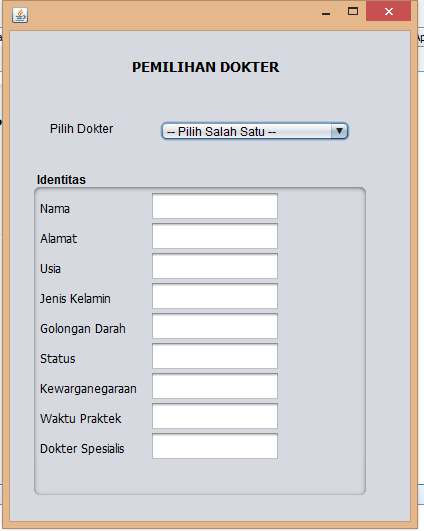 PEMILIHAN DOKTER
Pilih Dokter
-- Pilih Salah Satu --
Identitas
Nama
Alamat
Usia
Jenis Kelamin
Golongan Darah
Status
Kewarganegaraan
Waktu Praktek
Dokter Spesialis